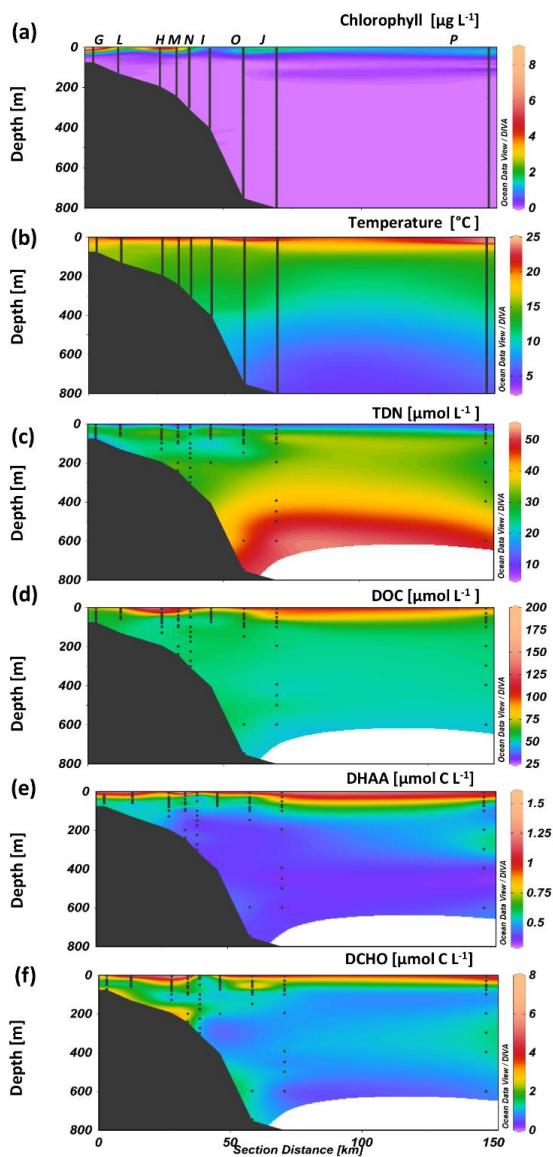 (a)
Chlorophyll [µg L-1]
G L H M N I O J P
Depth [m]
0
200
400
600
800
8
6
4
2
0
Ocean Data View / DIVA
(b)
Temperature [°C]
Depth [m]
0
200
400
600
800
25
20
15
10
5
Ocean Data View / DIVA
(c)
TDN [µmol L-1]
Depth [m]
0
200
400
600
800
50
40
30
20
10
Ocean Data View / DIVA
(d)
DOC [µmol L-1]
Depth [m]
0
200
400
600
800
200
175
150
125
100
75
50
25
Ocean Data View / DIVA
(e)
DHAA [µmol C L-1]
Depth [m]
0
200
400
600
800
1.5
1.25
1
0.75
0.5
Ocean Data View / DIVA
(f)
DCHO [µmol C L-1]
Depth [m]
0
200
400
600
800
8
6
4
2
0
Ocean Data View / DIVA
0 50 100 150
Section Distance [km]